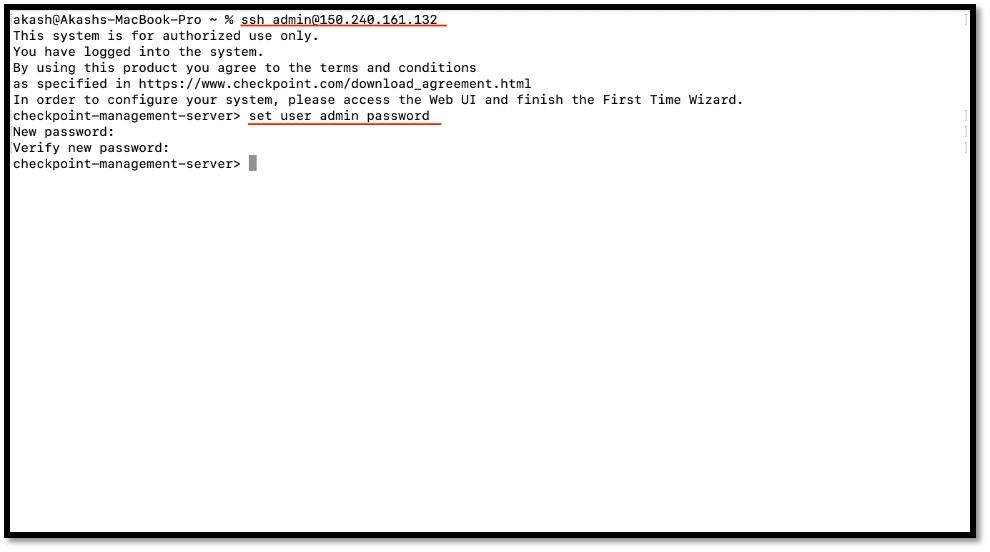 akash@Akashs-MacBook-Pro ~ % ssh admin@150.240.161.132
This system is for authorized use only.
You have logged into the system.
By using this product you agree to the terms and conditions
as specified in https://www.checkpoint.com/download_agreement.html
In order to configure your system, please access the Web UI and finish the First Time Wizard.
checkpoint-management-server> set user admin password
New password:
Verify new password:
checkpoint-management-server>